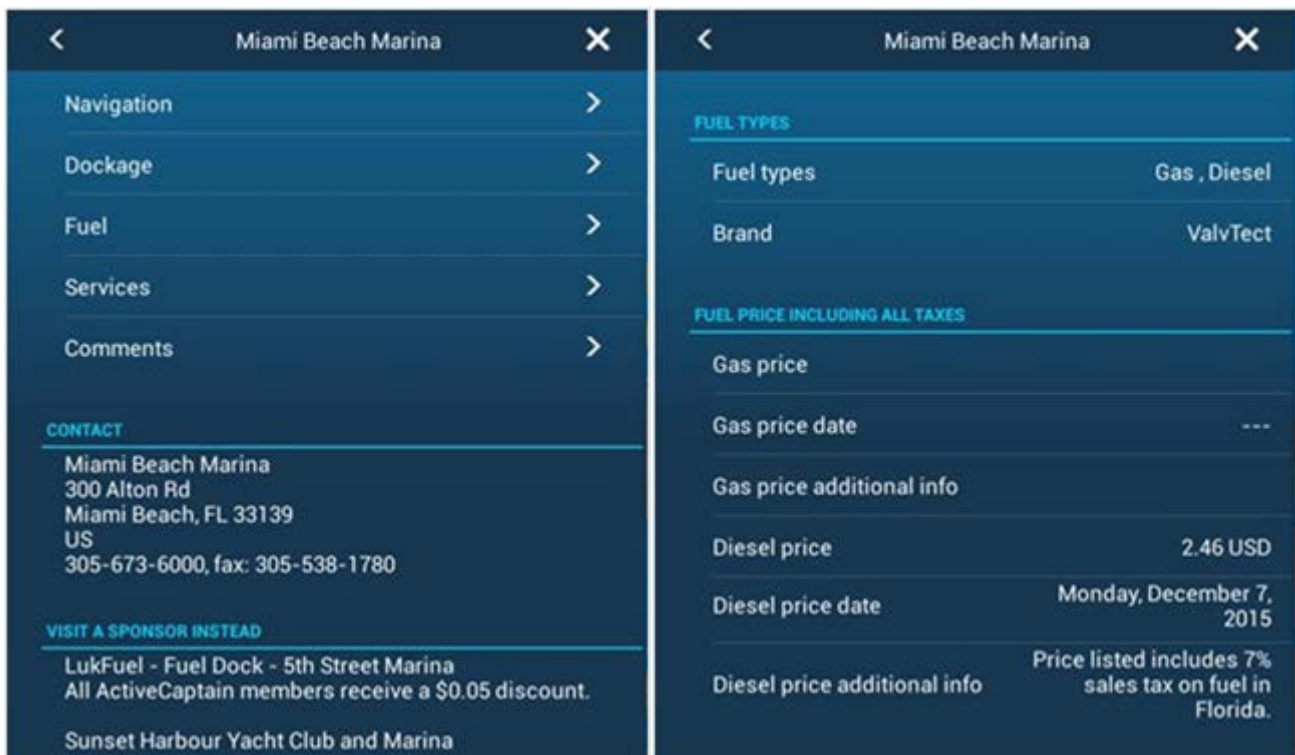 Miami Beach Marina
Navigation
Dockage
Fuel
Services
Comments
CONTACT
Miami Beach Marina
300 Alton Rd
Miami Beach, FL 33139
US
305-673-6000, fax: 305-538-1780
VISIT A SPONSOR INSTEAD
LukFuel - Fuel Dock - 5th Street Marina
All ActiveCaptain members receive a $0.05 discount.
Sunset Harbour Yacht Club and Marina
Miami Beach Marina
FUEL TYPES
Fuel types Gas , Diesel
Brand ValvTect
FUEL PRICE INCLUDING ALL TAXES
Gas price
Gas price date ---
Gas price additional info
Diesel price 2.46 USD
Diesel price date Monday, December 7,
2015
Diesel price additional info Price listed includes 7%
sales tax on fuel in
Florida.